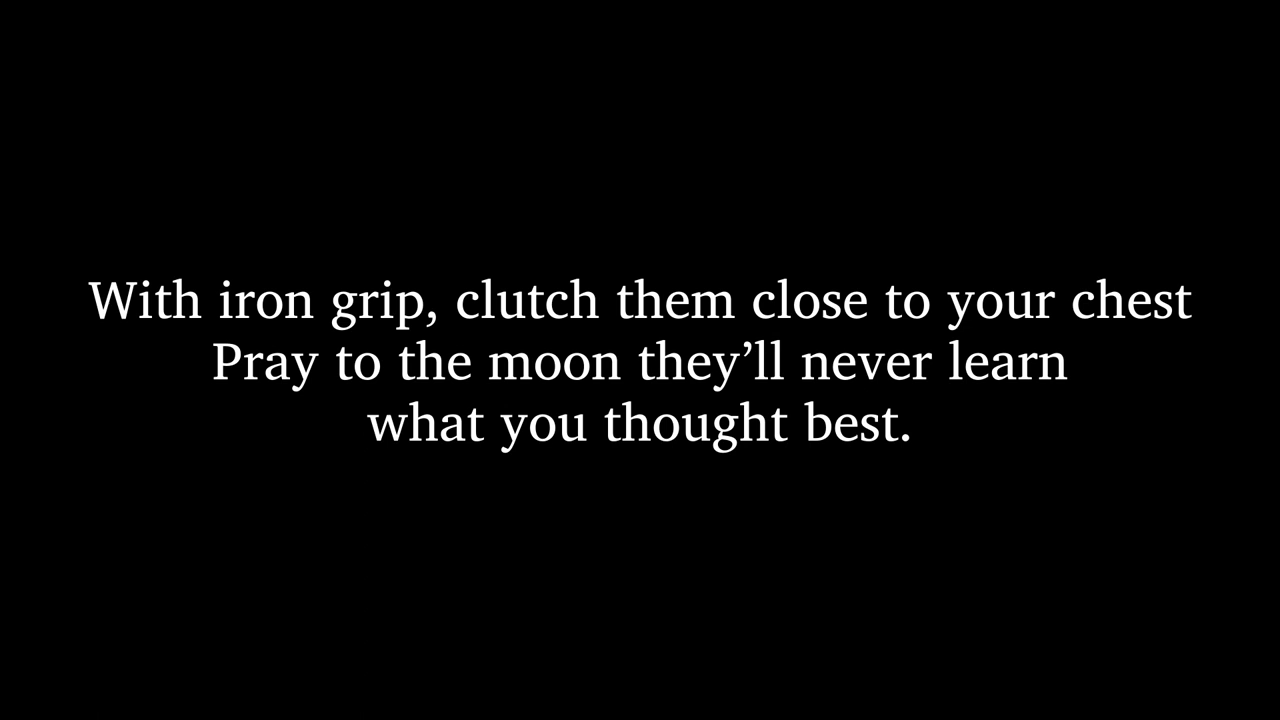 With iron grip, clutch them close to your chest
Pray to the moon they’ll never learn
what you thought best.